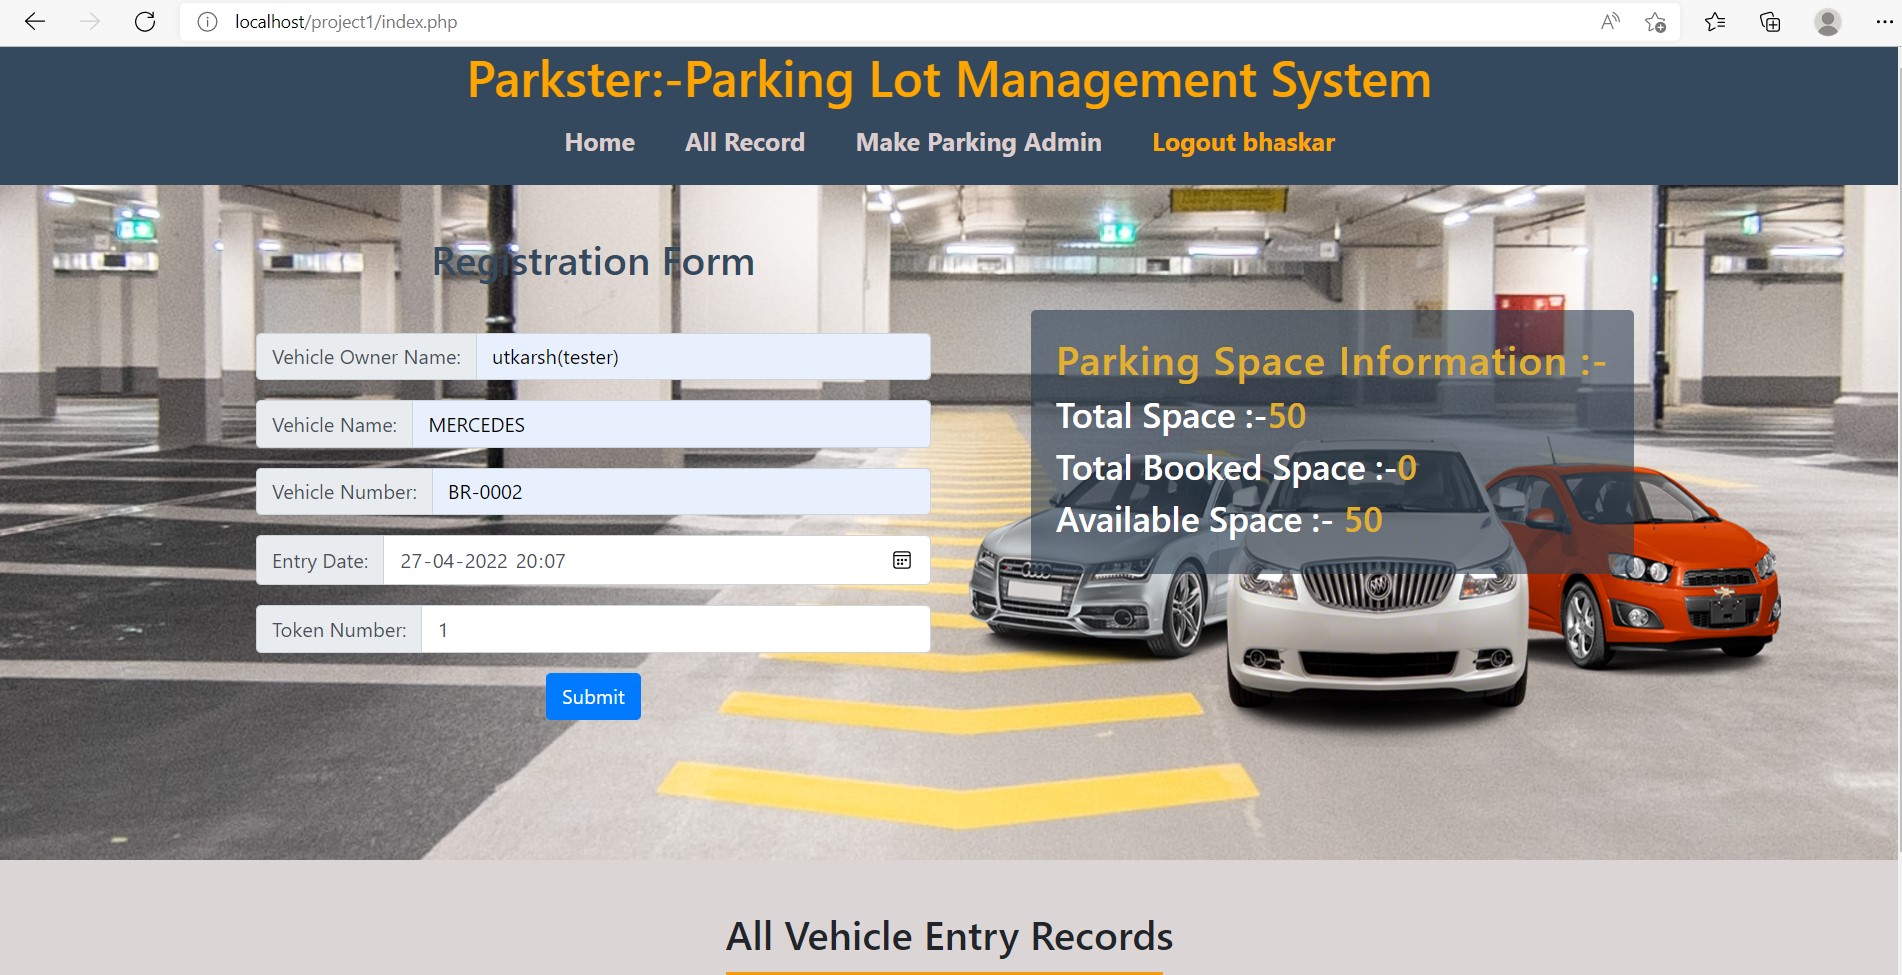 localhost/project1/index.php
Parkster:-Parking Lot Management System
Home All Record Make Parking Admin Logout bhaskar
Registration Form
Vehicle Owner Name: utkarsh(tester)
Vehicle Name: MERCEDES
Vehicle Number: BR-0002
Entry Date: 27-04-2022 20:07
Token Number: 1
Submit
Parking Space Information :-
Total Space :-50
Total Booked Space :-0
Available Space :- 50
All Vehicle Entry Records